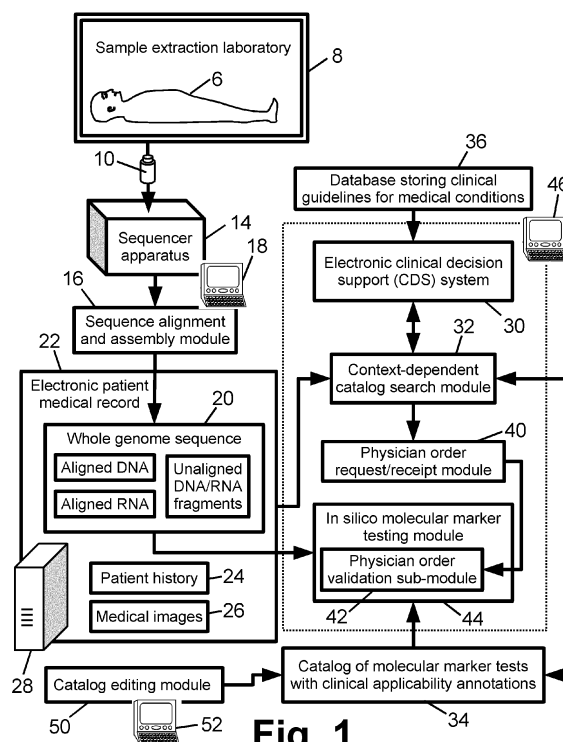 Sample extraction laboratory
6
8
10
36
Database storing clinical
guidelines for medical conditions
46
Sequencer
apparatus
14
18
Electronic clinical decision
support (CDS) system
30
16
Sequence alignment
and assembly module
22
32
Context-dependent
catalog search module
Electronic patient
medical record
20
Whole genome sequence
Aligned DNA
Aligned RNA
Unaligned
DNA/RNA
fragments
40
Physician order
request/receipt module
In silico molecular marker
testing module
Physician order
validation sub-module
42
44
Patient history
24
Medical images
26
28
Catalog editing module
50
52
Catalog of molecular marker tests
with clinical applicability annotations
34
Fig. 1